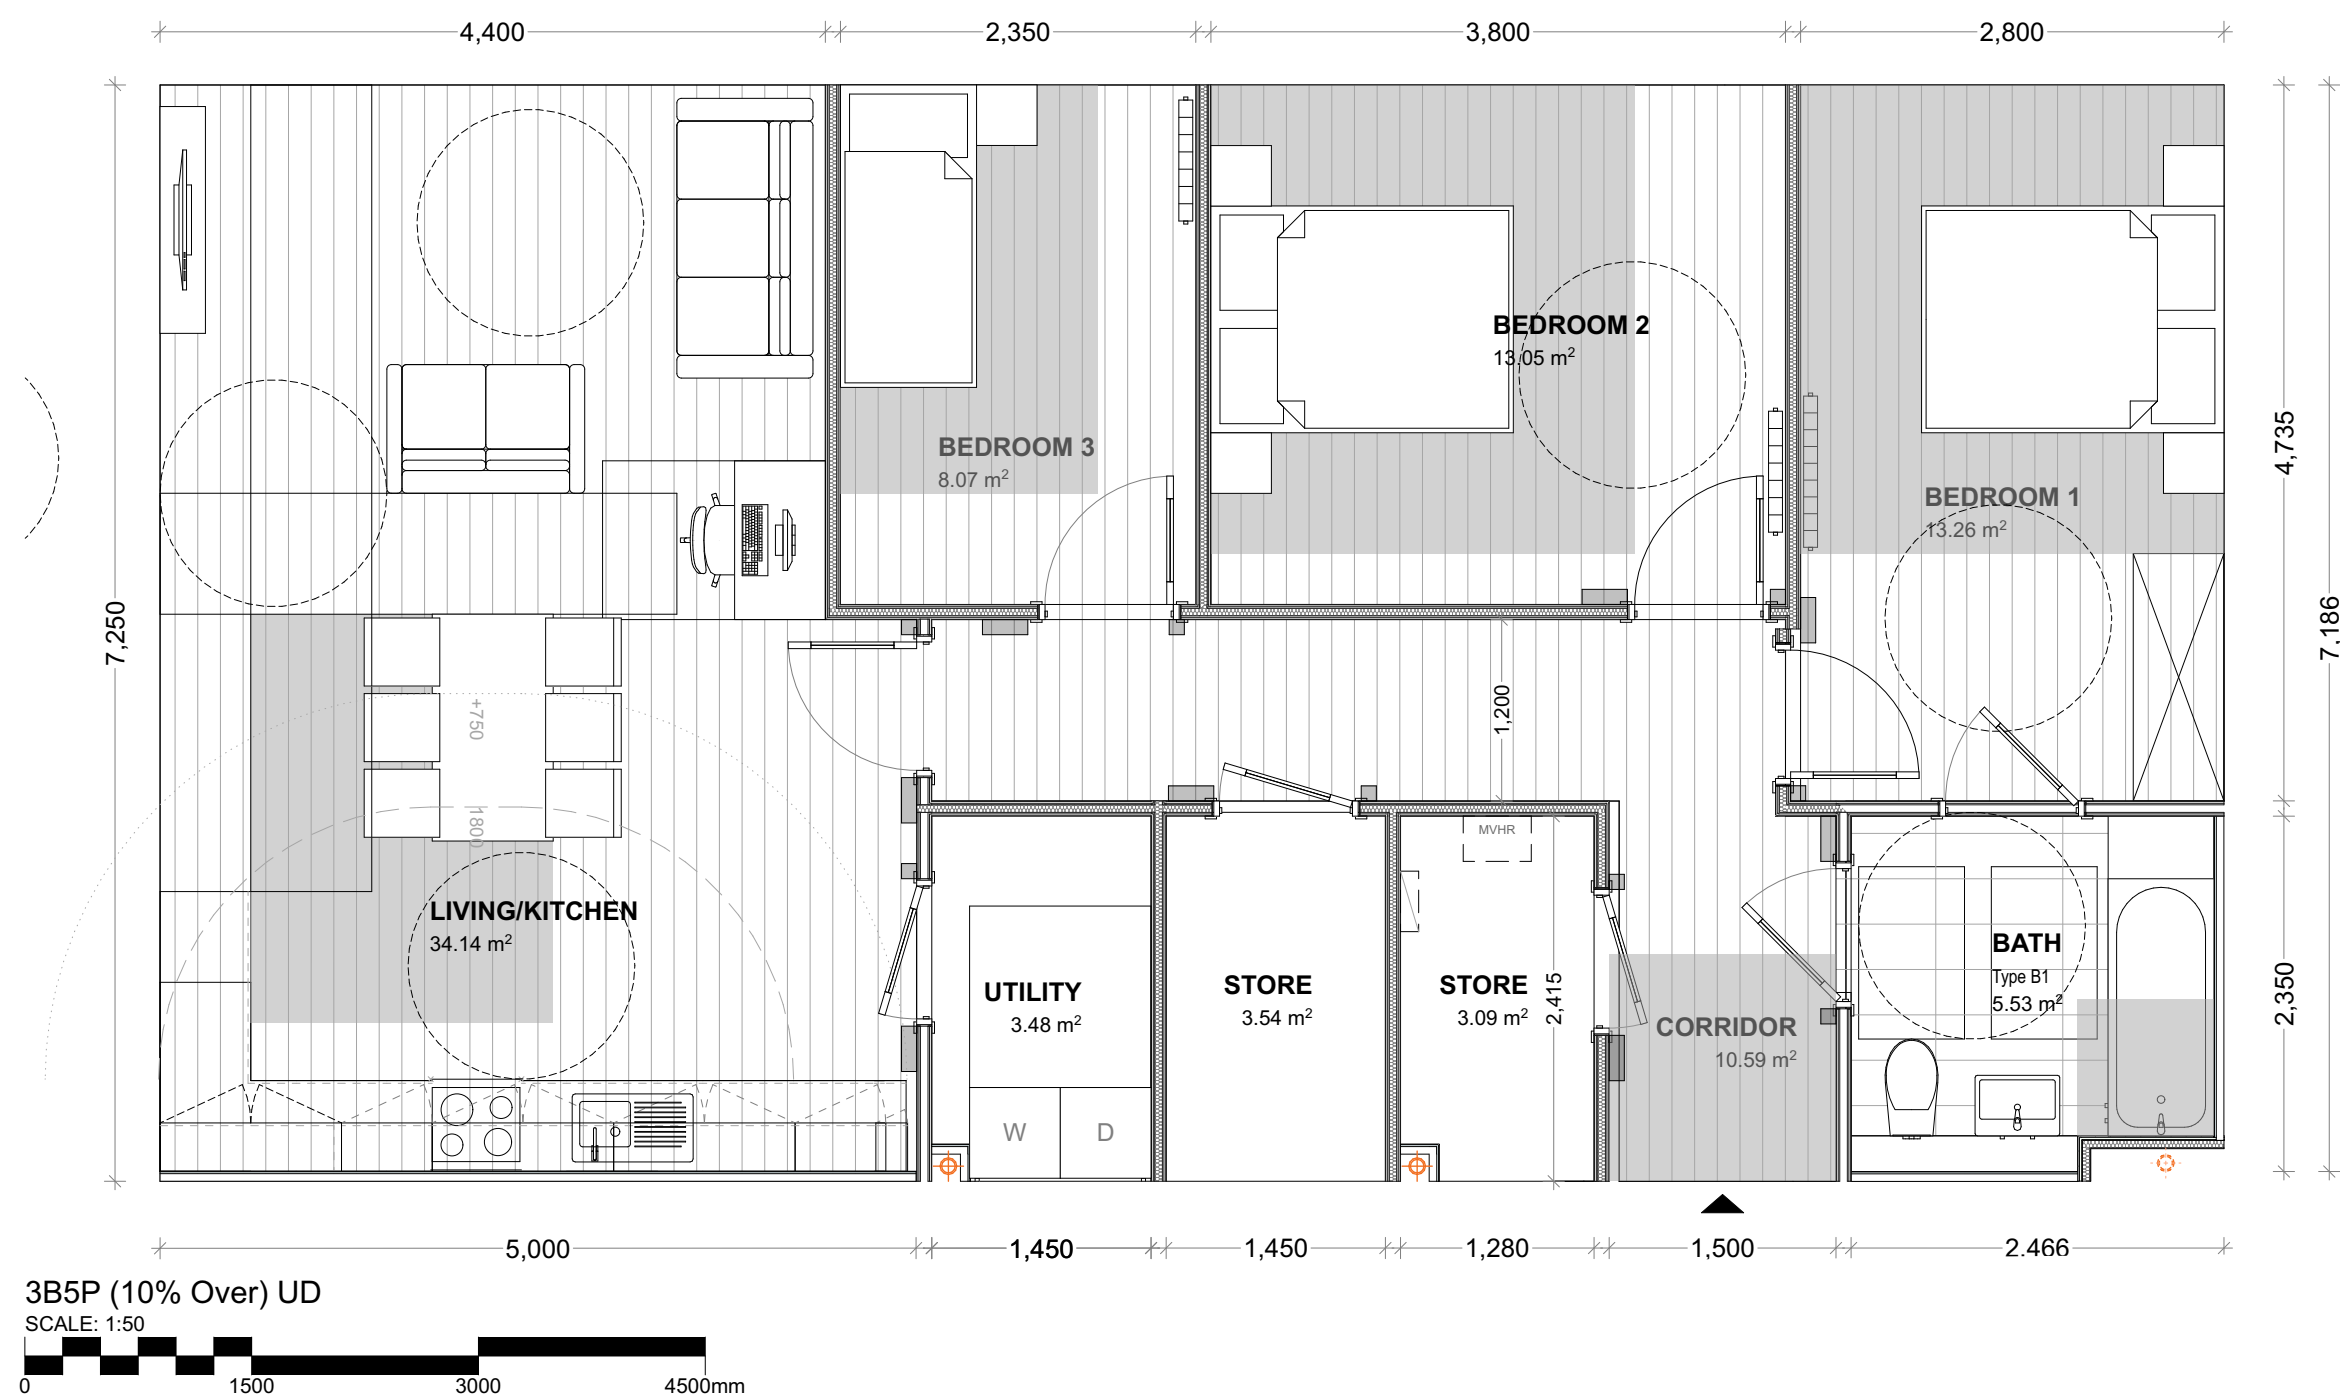 4,400
2,350
3,800
2,800
7,250
4,735
7,186
2,350
BEDROOM 2
13.05 m²
BEDROOM 3
8.07 m²
BEDROOM 1
13.26 m²
1,200
+750
1800
MVHR
LIVING/KITCHEN
34.14 m²
UTILITY
3.48 m²
STORE
3.54 m²
STORE
3.09 m²
2,415
CORRIDOR
10.59 m²
BATH
Type B1
5.53 m²
W
D
5,000
1,450
1,450
1,280
1,500
2.466
3B5P (10% Over) UD
SCALE: 1:50
0
1500
3000
4500mm